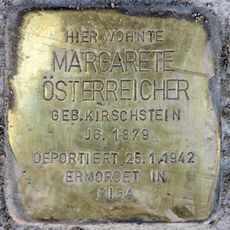 HIER WOHNTE
MARGARETE
ÖSTERREICHER
GEB. KIRSCHSTEIN
JG. 1879
DEPORTIERT 25.1.1942
ERMORDET IN
RIGA